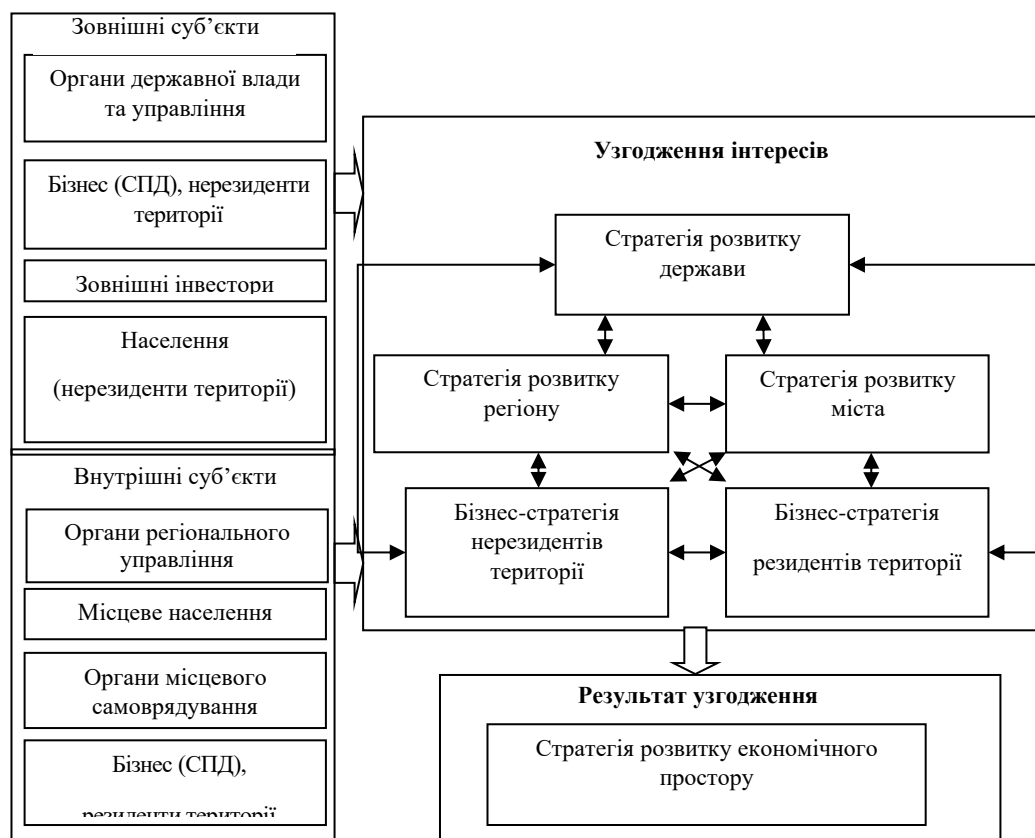 Зовнішні суб’єкти
Органи державної влади
та управління
Бізнес (СПД), нерезиденти
території
Зовнішні інвестори
Населення
(нерезиденти території)
Внутрішні суб’єкти
Органи регіонального
управління
Місцеве населення
Органи місцевого
самоврядування
Бізнес (СПД),
резиденти території
Узгодження інтересів
Стратегія розвитку
держави
Стратегія розвитку
регіону
Стратегія розвитку
міста
Бізнес-стратегія
нерезидентів
території
Бізнес-стратегія
резидентів території
Результат узгодження
Стратегія розвитку економічного
простору